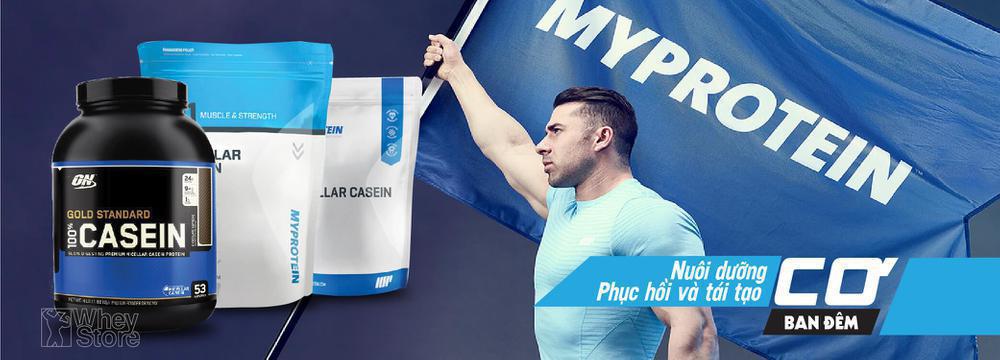 MYPROTEIN
MUSCLE & STRENGTH
LLAR CASEIN
MYPROTEIN
ON
GOLD STANDARD
100% CASEIN
24
53
Whey
Store
Nuôi dưỡng
Phục hồi và tái tạo
CƠ
BAN ĐÊM